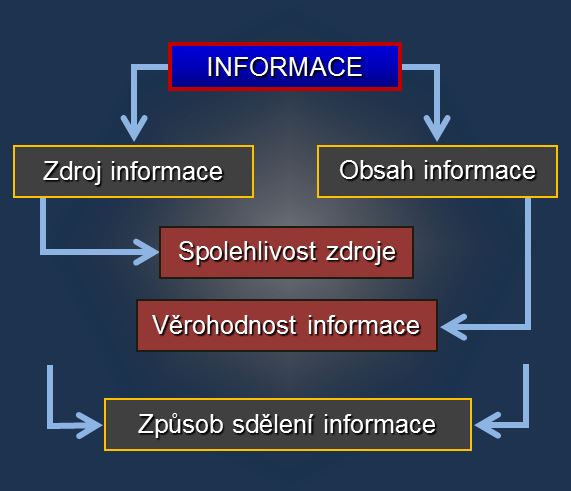 INFORMACE
Zdroj informace
Obsah informace
Spolehlivost zdroje
Věrohodnost informace
Způsob sdělení informace